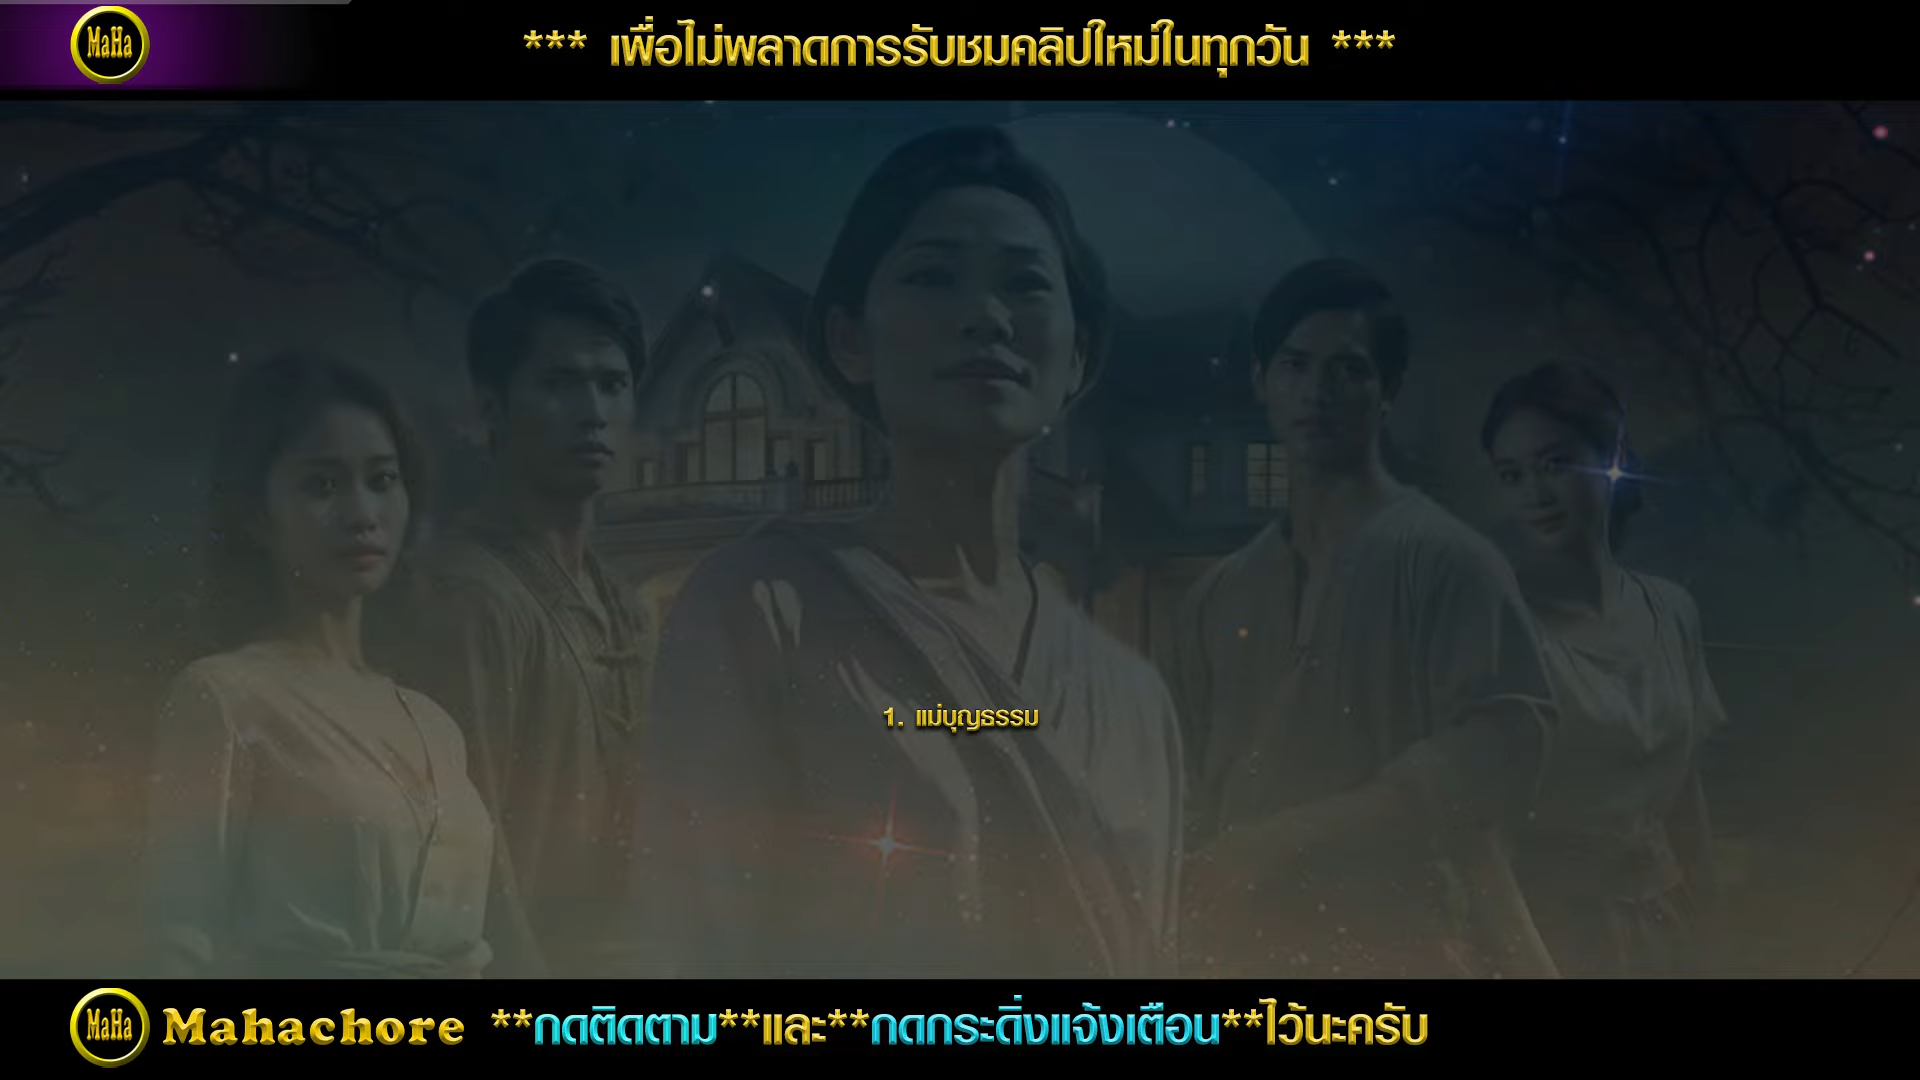 MaHa
*** เพื่อไม่พลาดการรับชมคลิปใหม่ในทุกวัน ***
1. แม่บุญธรรม
MaHa
Mahachore **กดติดตาม**และ**กดกระดิ่งแจ้งเตือน**ไว้นะครับ